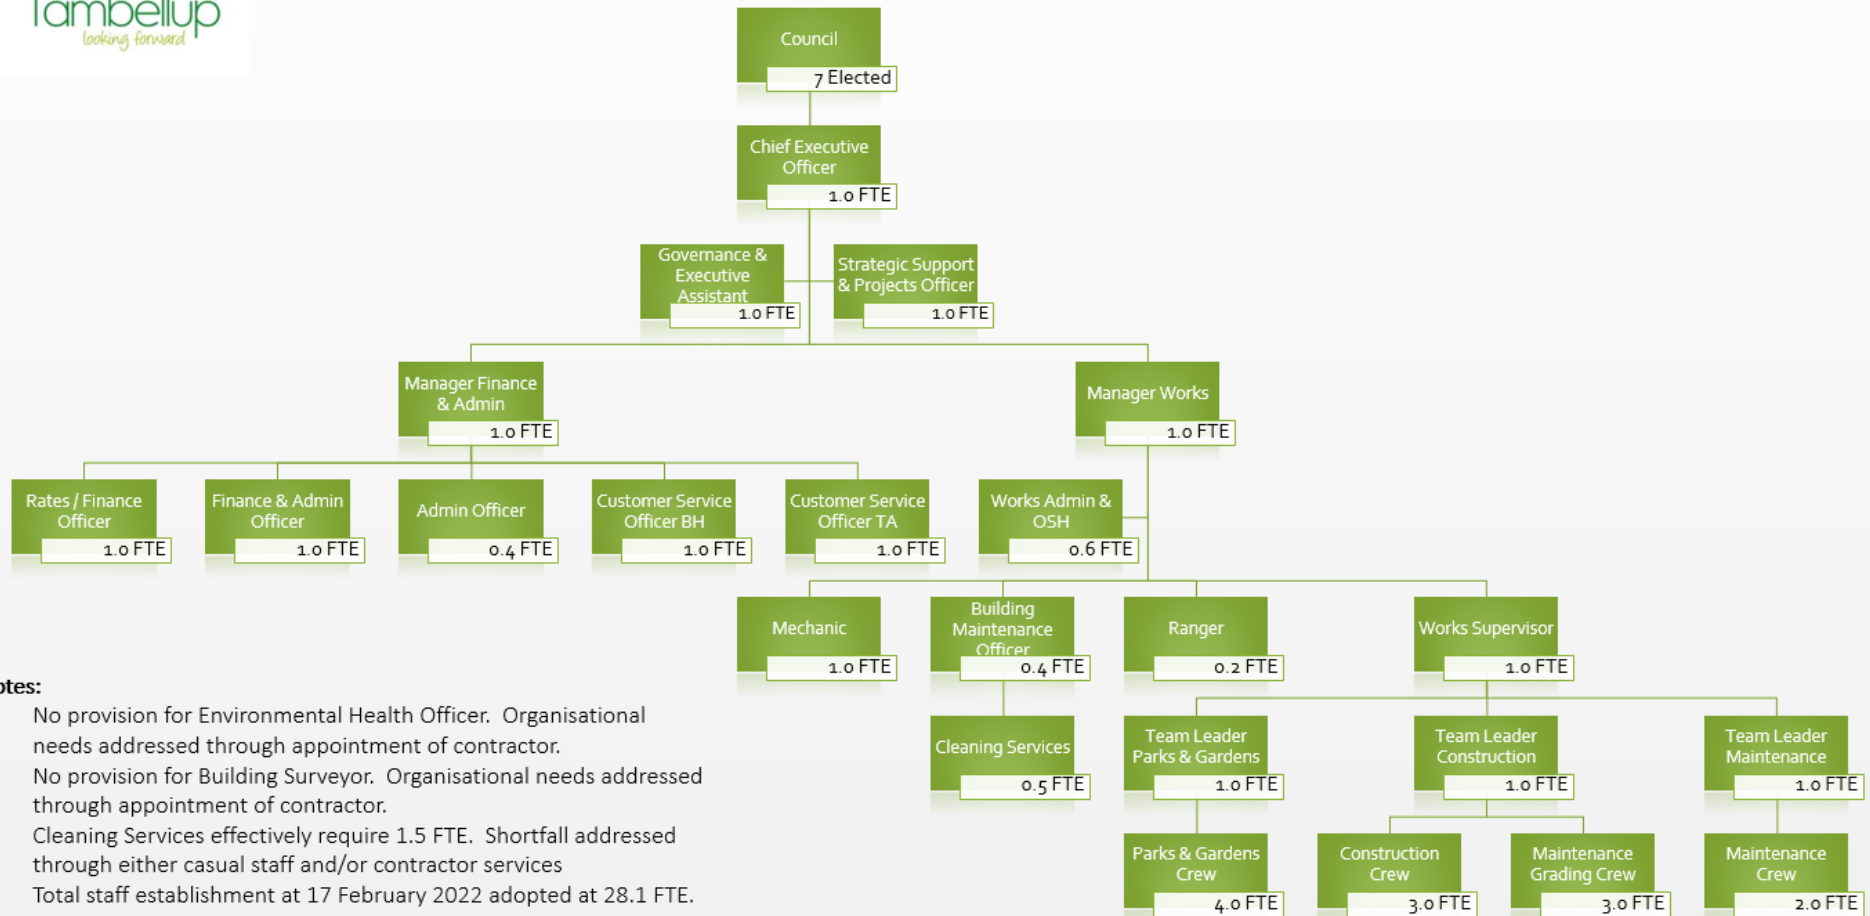 Tambellup
looking forward
Council
7 Elected
Chief Executive
Officer
1.0 FTE
Governance &
Executive
Assistant
1.0 FTE
Strategic Support
& Projects Officer
1.0 FTE
Manager Finance
& Admin
1.0 FTE
Manager Works
1.0 FTE
Rates / Finance
Officer
1.0 FTE
Finance & Admin
Officer
1.0 FTE
Admin Officer
0.4 FTE
Customer Service
Officer BH
1.0 FTE
Customer Service
Officer TA
1.0 FTE
Works Admin &
OSH
0.6 FTE
Mechanic
1.0 FTE
Building
Maintenance
Officer
0.4 FTE
Ranger
0.2 FTE
Works Supervisor
1.0 FTE
Cleaning Services
0.5 FTE
Team Leader
Parks & Gardens
1.0 FTE
Team Leader
Construction
1.0 FTE
Team Leader
Maintenance
1.0 FTE
Parks & Gardens
Crew
4.0 FTE
Construction
Crew
3.0 FTE
Maintenance
Grading Crew
3.0 FTE
Maintenance
Crew
2.0 FTE
otes:
No provision for Environmental Health Officer. Organisational
needs addressed through appointment of contractor.
No provision for Building Surveyor. Organisational needs addressed
through appointment of contractor.
Cleaning Services effectively require 1.5 FTE. Shortfall addressed
through either casual staff and/or contractor services
Total staff establishment at 17 February 2022 adopted at 28.1 FTE.